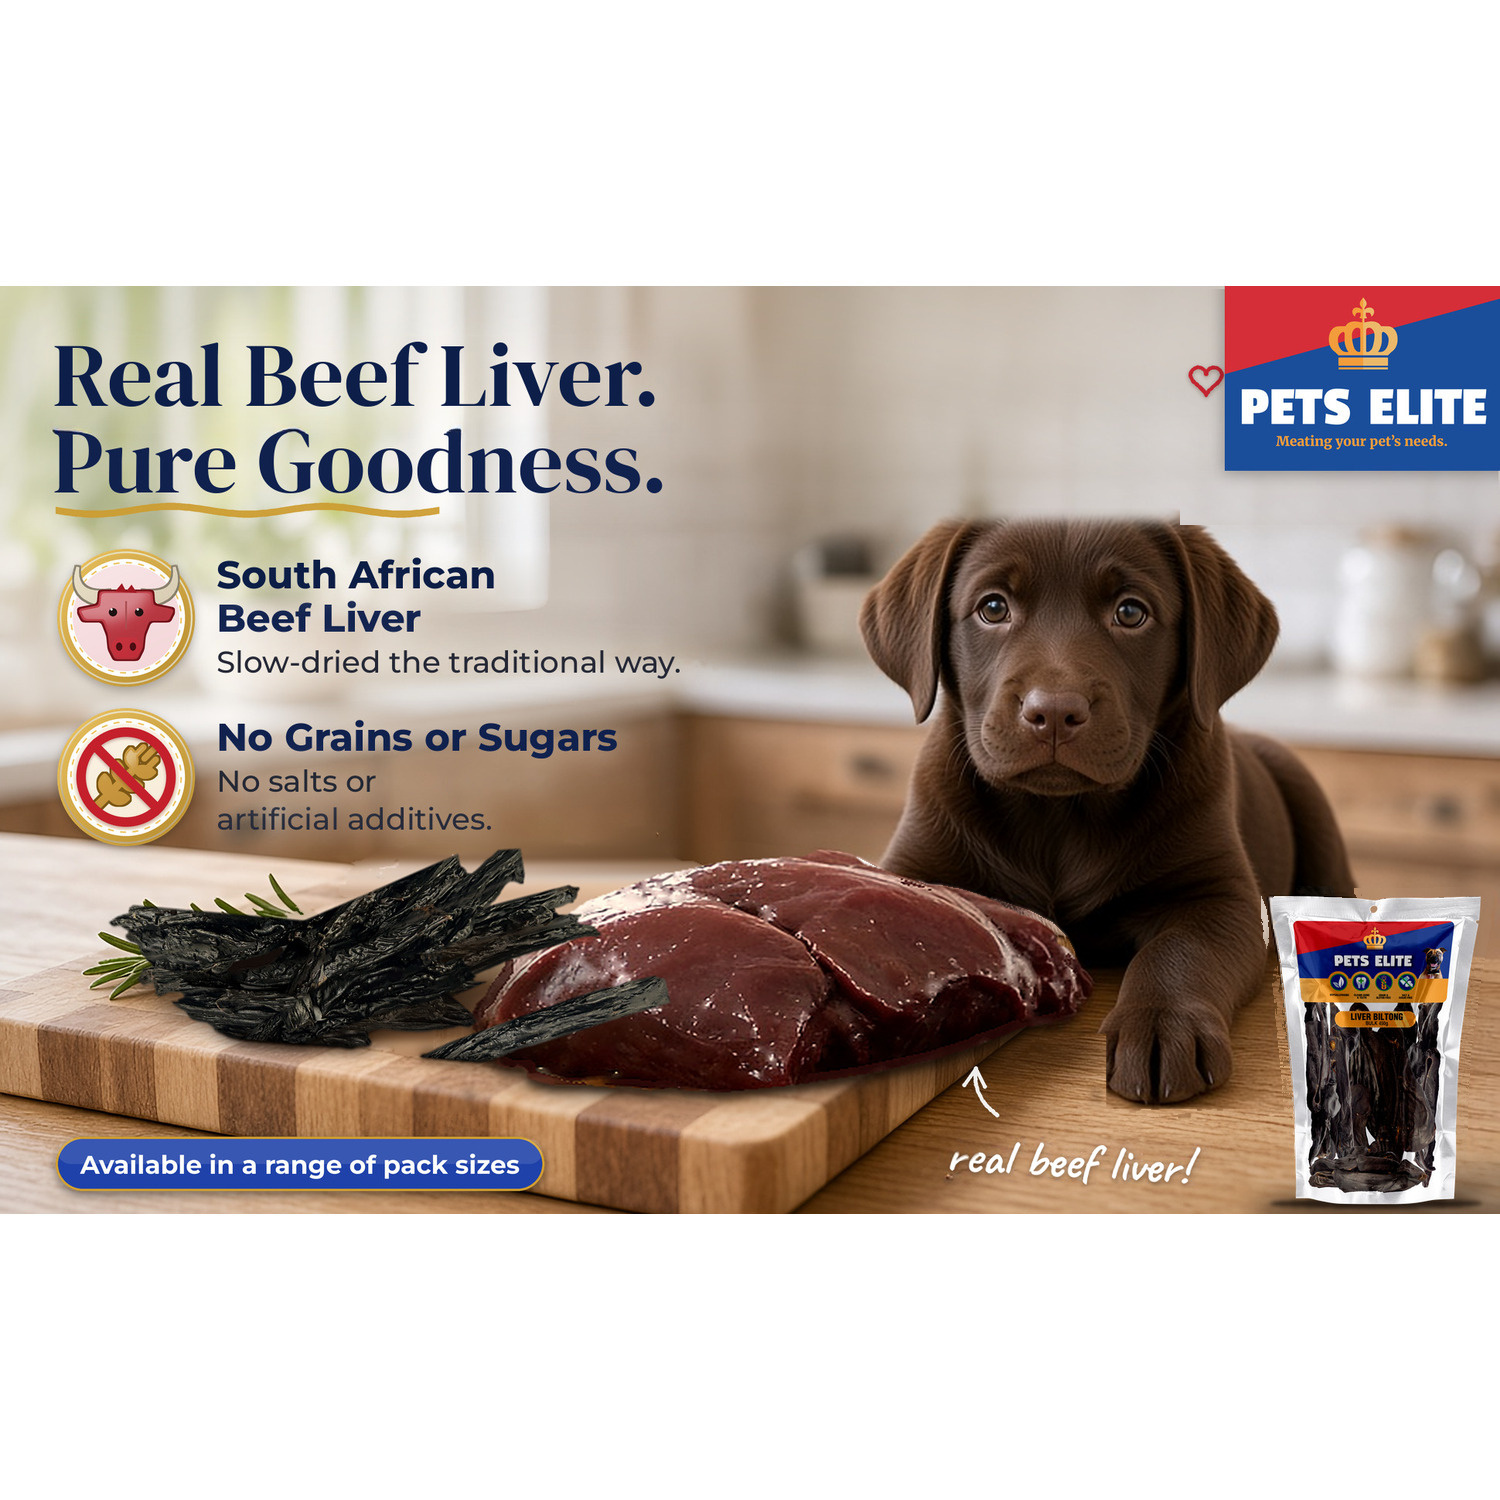 Real Beef Liver.
Pure Goodness.
South African
Beef Liver
Slow-dried the traditional way.
No Grains or Sugars
No salts or
artificial additives.
Available in a range of pack sizes
real beef liver!
PETS ELITE
Meating your pet's needs.
PETS ELITE
LIVER BILTONG